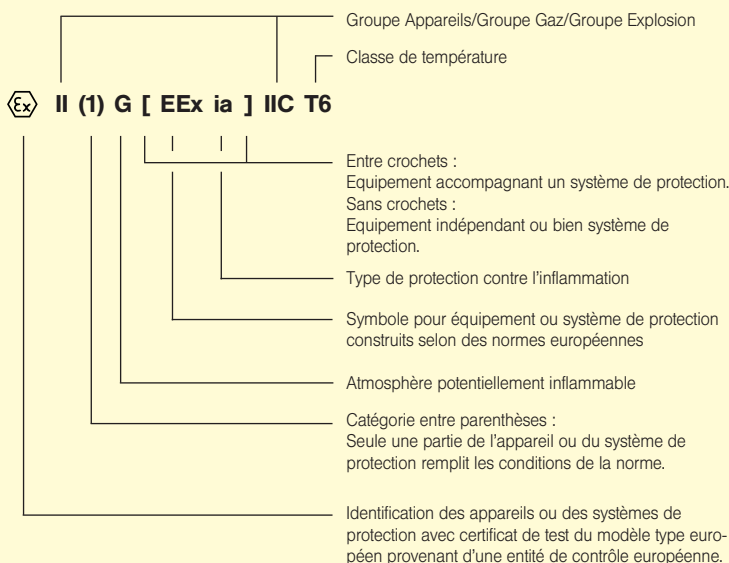 Groupe Appareils/Groupe Gaz/Groupe Explosion
Classe de température
Ex II (1) G [ EEx ia ] IIC T6
Entre crochets :
Equipement accompagnant un système de protection.
Sans crochets :
Equipement indépendant ou bien système de
protection.
Type de protection contre l'inflammation
Symbole pour équipement ou système de protection
construits selon des normes européennes
Atmosphère potentiellement inflammable
Catégorie entre parenthèses :
Seule une partie de l'appareil ou du système de
protection remplit les conditions de la norme.
Identification des appareils ou des systèmes de
protection avec certificat de test du modèle type euro-
péen provenant d'une entité de contrôle européenne.